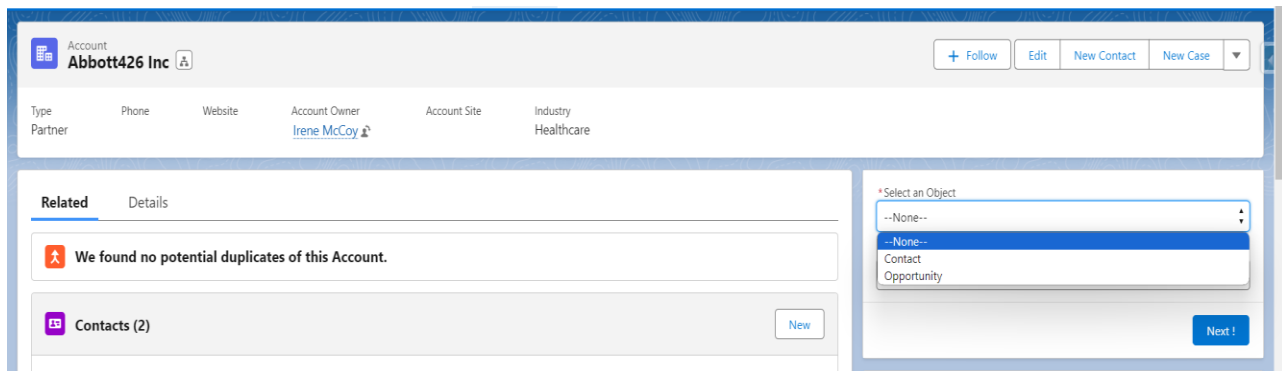 Account
Abbott426 Inc
+ Follow
Edit
New Contact
New Case
Type
Phone
Website
Account Owner
Account Site
Industry
Partner
Irene McCoy
Healthcare
Related
Details
We found no potential duplicates of this Account.
Contacts (2)
New
*Select an Object
--None--
--None--
Contact
Opportunity
Next !